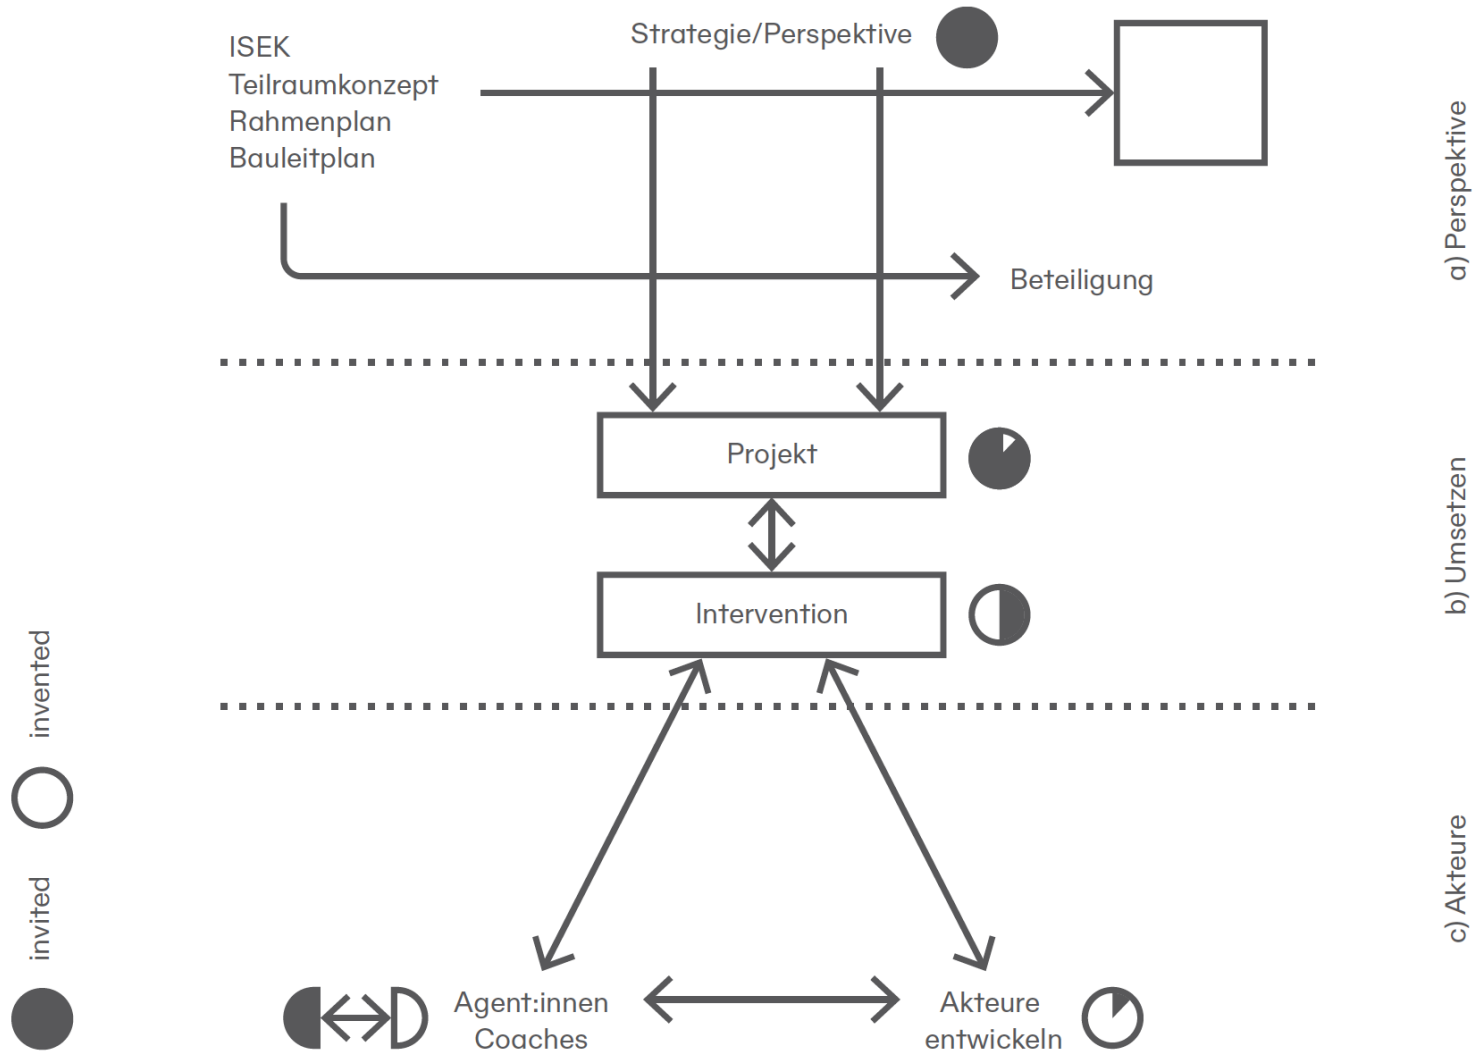 Strategie/Perspektive
ISEK
Teilraumkonzept
Rahmenplan
Bauleitplan
Beteiligung
a) Perspektive
Projekt
Intervention
b) Umsetzen
invented
invited
Agent:innen
Coaches
Akteure
entwickeln
c) Akteure